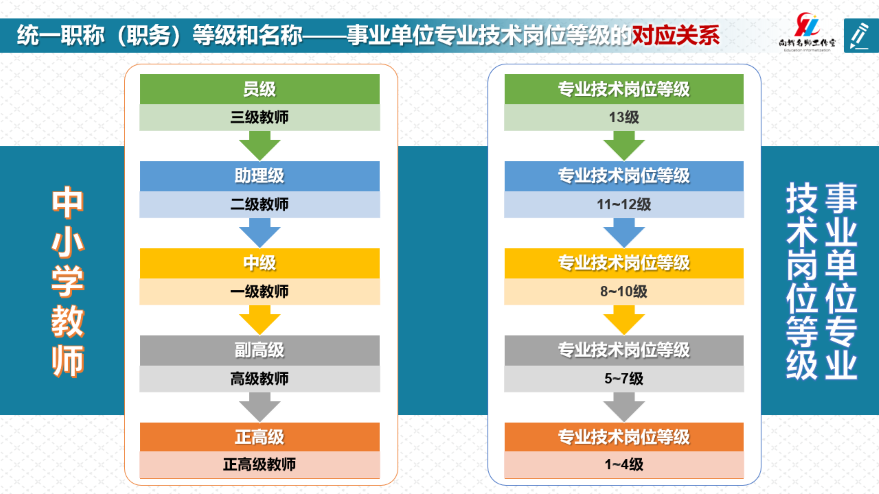 统一职称（职务）等级和名称——事业单位专业技术岗位等级的对应关系
中小学教师
员级
三级教师
助理级
二级教师
中级
一级教师
副高级
高级教师
正高级
正高级教师
专业技术岗位等级
13级
专业技术岗位等级
11~12级
专业技术岗位等级
8~10级
专业技术岗位等级
5~7级
专业技术岗位等级
1~4级
事业单位专业
技术岗位等级